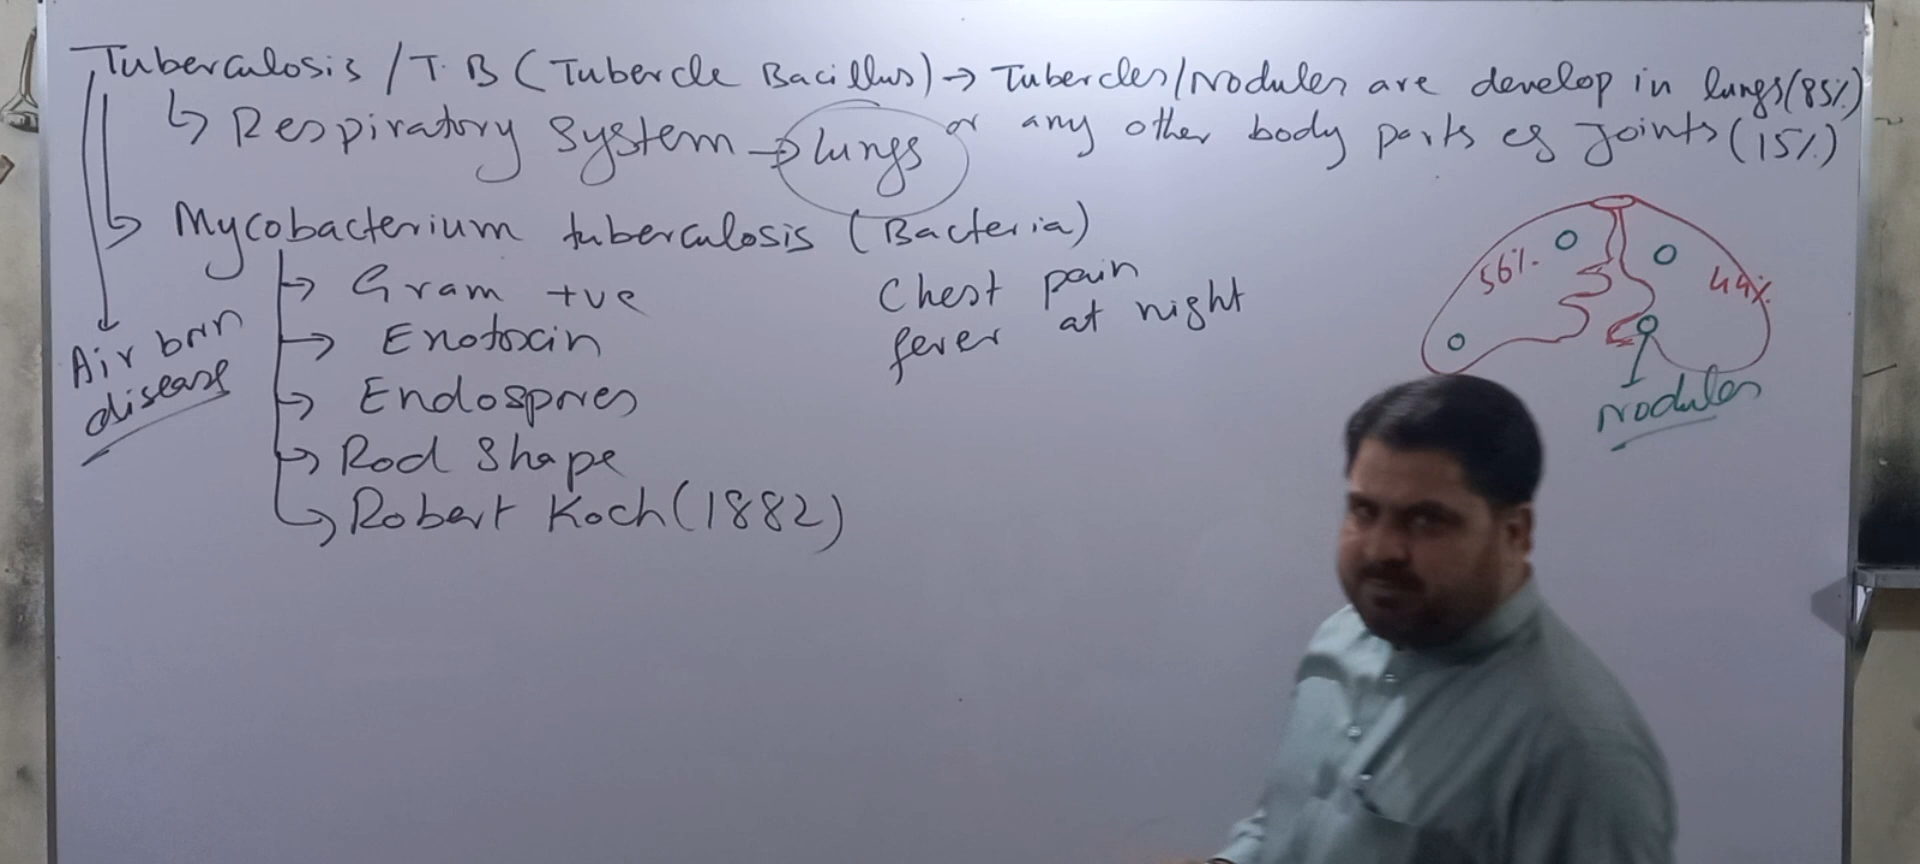 Tuberculosis / T.B (Tubercle Bacillus) → Tubercles/Nodules are develop in lungs (85%)
↳ Respiratory system → lungs or any other body parts eg Joints (15%)
↳ Mycobacterium tuberculosis (Bacteria)
→ Gram +ve
→ Exotoxin
→ Endospores
→ Rod Shape
→ Robert Koch (1882)
Air born
disease
Chest pain
fever at night
56%
44%
Nodules